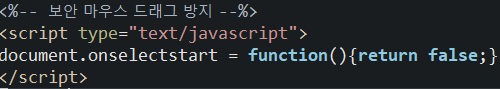 <%-- 보안 마우스 드래그 방지 --%>
<script type="text/javascript">
document.onselectstart = function(){return false;}
</script>